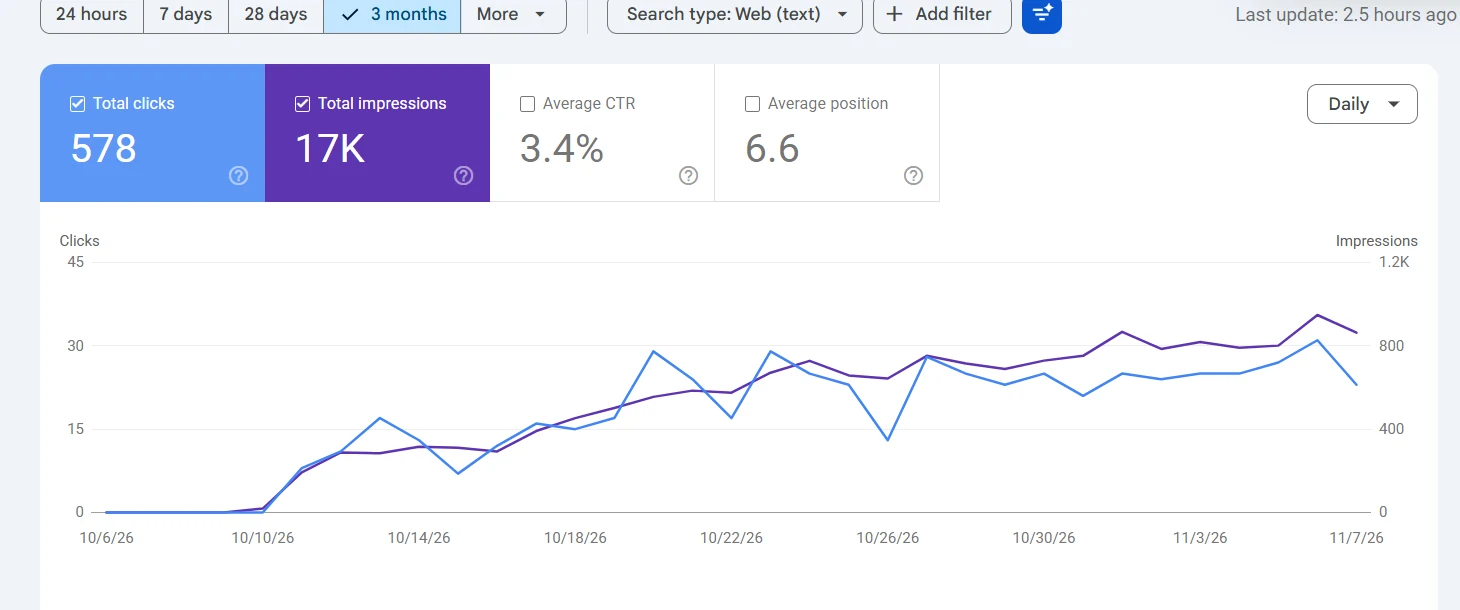 24 hours 7 days 28 days 3 months More Search type: Web (text) Add filter Last update: 2.5 hours ago
Total clicks Total impressions Average CTR Average position
578 17K 3.4% 6.6
Daily
Clicks Impressions
45 1.2K
30 800
15 400
0 0
10/6/26 10/10/26 10/14/26 10/18/26 10/22/26 10/26/26 10/30/26 11/3/26 11/7/26